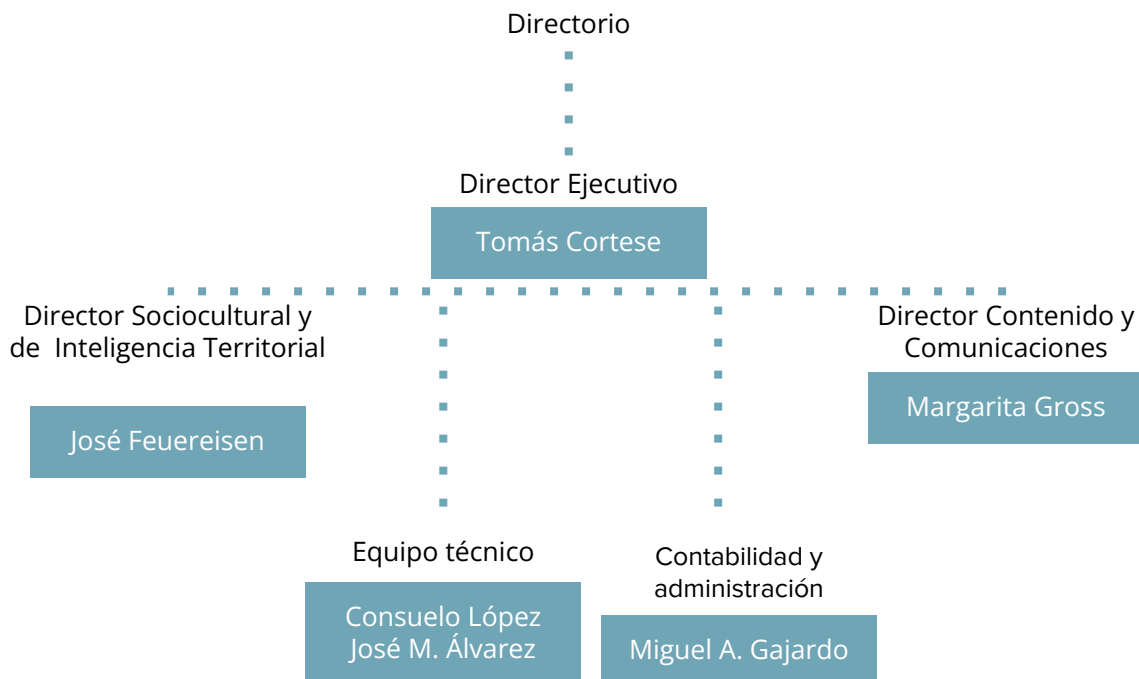 Directorio
Director Ejecutivo
Tomás Cortese
Director Sociocultural y
de Inteligencia Territorial
José Feuereisen
Director Contenido y
Comunicaciones
Margarita Gross
Equipo técnico
Consuelo López
José M. Álvarez
Contabilidad y
administración
Miguel A. Gajardo